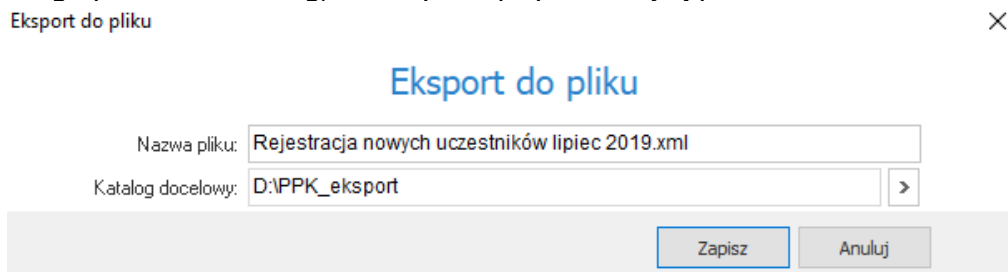 Eksport do pliku
Eksport do pliku
Nazwa pliku: Rejestracja nowych uczestników lipiec 2019.xml
Katalog docelowy: D:\PPK_eksport >
Zapisz Anuluj